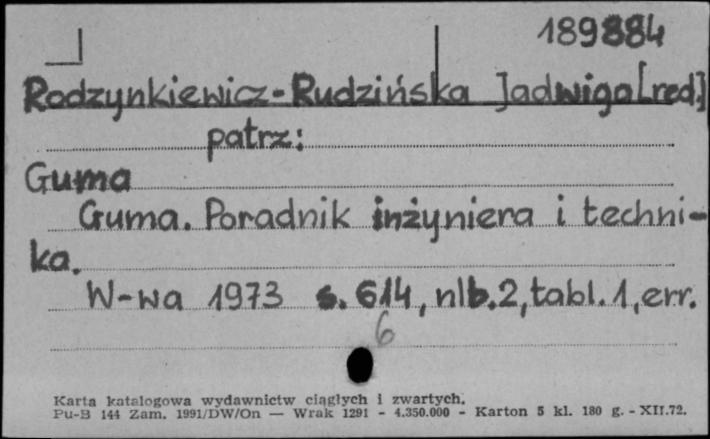 189884
Rodzynkiewicz-Rudzińska Jadwiga [red.]
patrz:
Guma
Guma. Poradnik inżyniera i techni-
ka.
W-wa 1973 s. 614, nlb. 2, tabl. 1, err.
6
Karta katalogowa wydawnictw ciągłych i zwartych.
Pu-B 144 Zam. 1991/DW/On — Wrak 1291 - 4.350.000 - Karton 5 kl. 180 g. - XII.72.